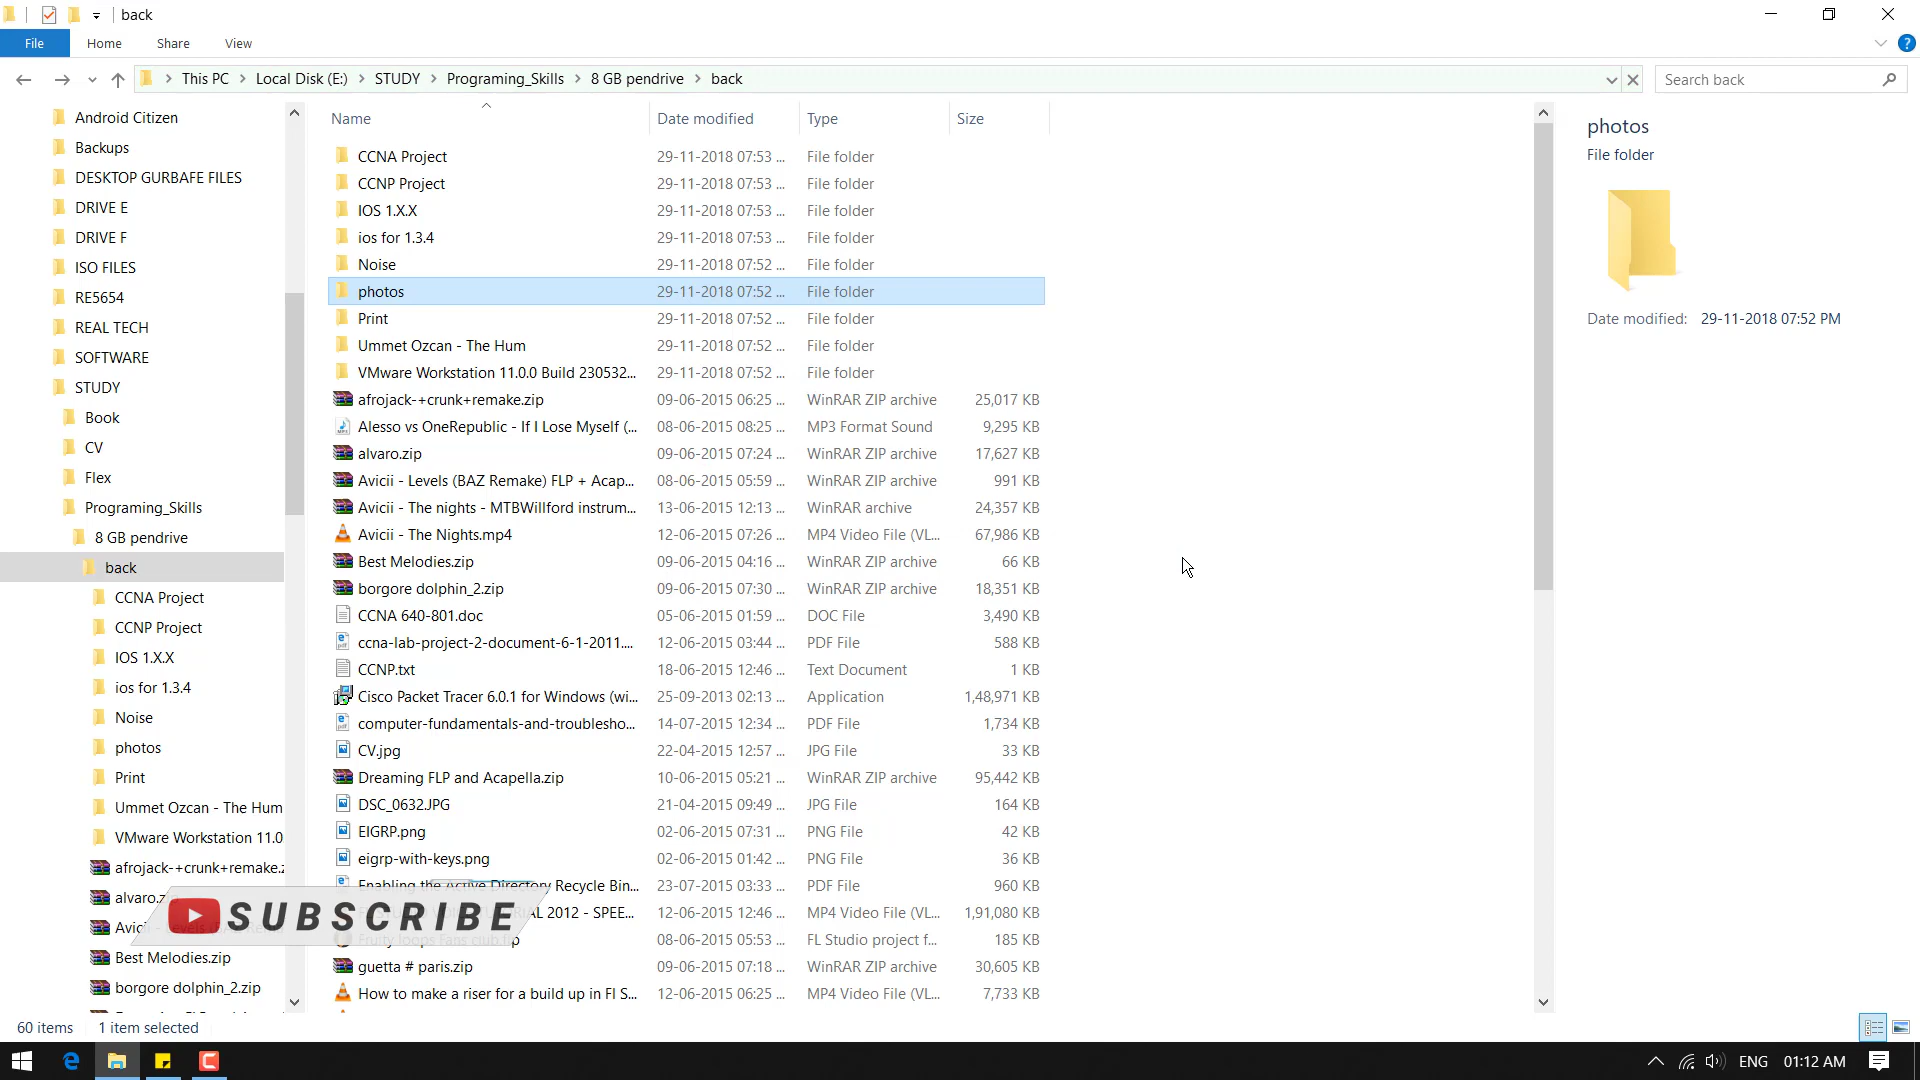 back
File
Home
Share
View
This PC
Local Disk (E:)
STUDY
Programing_Skills
8 GB pendrive
back
Search back
Android Citizen
Backups
DESKTOP GURBAFE FILES
DRIVE E
DRIVE F
ISO FILES
RE5654
REAL TECH
SOFTWARE
STUDY
Book
CV
Flex
Programing_Skills
8 GB pendrive
back
CCNA Project
CCNP Project
IOS 1.X.X
ios for 1.3.4
Noise
photos
Print
Ummet Ozcan - The Hum
VMware Workstation 11.0
afrojack-+crunk+remake.z
Best Melodies.zip
borgore dolphin_2.zip
Name Date modified Type Size
CCNA Project 29-11-2018 07:53 ... File folder
CCNP Project 29-11-2018 07:53 ... File folder
IOS 1.X.X 29-11-2018 07:53 ... File folder
ios for 1.3.4 29-11-2018 07:53 ... File folder
Noise 29-11-2018 07:52 ... File folder
photos 29-11-2018 07:52 ... File folder
Print 29-11-2018 07:52 ... File folder
Ummet Ozcan - The Hum 29-11-2018 07:52 ... File folder
VMware Workstation 11.0.0 Build 230532... 29-11-2018 07:52 ... File folder
afrojack-+crunk+remake.zip 09-06-2015 06:25 ... WinRAR ZIP archive 25,017 KB
Alesso vs OneRepublic - If I Lose Myself (... 08-06-2015 08:25 ... MP3 Format Sound 9,295 KB
alvaro.zip 09-06-2015 07:24 ... WinRAR ZIP archive 17,627 KB
Avicii - Levels (BAZ Remake) FLP + Acap... 08-06-2015 05:59 ... WinRAR ZIP archive 991 KB
Avicii - The nights - MTBWillford instrum... 13-06-2015 12:13 ... WinRAR archive 24,357 KB
Avicii - The Nights.mp4 12-06-2015 07:26 ... MP4 Video File (VL... 67,986 KB
Best Melodies.zip 09-06-2015 04:16 ... WinRAR ZIP archive 66 KB
borgore dolphin_2.zip 09-06-2015 07:30 ... WinRAR ZIP archive 18,351 KB
CCNA 640-801.doc 05-06-2015 01:59 ... DOC File 3,490 KB
ccna-lab-project-2-document-6-1-2011.... 12-06-2015 03:44 ... PDF File 588 KB
CCNP.txt 18-06-2015 12:46 ... Text Document 1 KB
Cisco Packet Tracer 6.0.1 for Windows (wi... 25-09-2013 02:13 ... Application 1,48,971 KB
computer-fundamentals-and-troublesho... 14-07-2015 12:34 ... PDF File 1,734 KB
CV.jpg 22-04-2015 12:57 ... JPG File 33 KB
Dreaming FLP and Acapella.zip 10-06-2015 05:21 ... WinRAR ZIP archive 95,442 KB
DSC_0632.JPG 21-04-2015 09:49 ... JPG File 164 KB
EIGRP.png 02-06-2015 07:31 ... PNG File 42 KB
eigrp-with-keys.png 02-06-2015 01:42 ... PNG File 36 KB
Enabling the Active Directory Recycle Bin... 23-07-2015 03:33 ... PDF File 960 KB
2012 - SPEE... 12-06-2015 12:46 ... MP4 Video File (VL... 1,91,080 KB
08-06-2015 05:53 ... FL Studio project f... 185 KB
guetta # paris.zip 09-06-2015 07:18 ... WinRAR ZIP archive 30,605 KB
How to make a riser for a build up in Fl S... 12-06-2015 06:25 ... MP4 Video File (VL... 7,733 KB
SUBSCRIBE
photos
File folder
Date modified: 29-11-2018 07:52 PM
60 items 1 item selected
ENG 01:12 AM